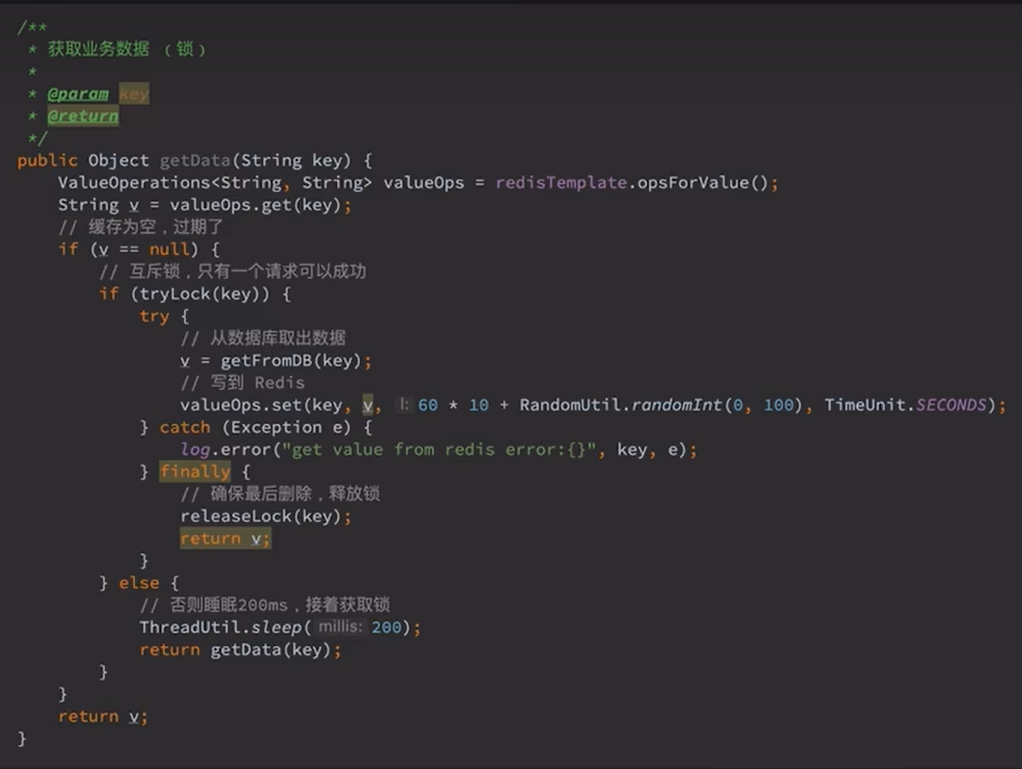 /**
 * 获取业务数据 （锁）
 *
 * @param key
 * @return
 */
public Object getData(String key) {
    ValueOperations<String, String> valueOps = redisTemplate.opsForValue();
    String v = valueOps.get(key);
    // 缓存为空，过期了
    if (v == null) {
        // 互斥锁，只有一个请求可以成功
        if (tryLock(key)) {
            try {
                // 从数据库取出数据
                v = getFromDB(key);
                // 写到 Redis
                valueOps.set(key, v, l: 60 * 10 + RandomUtil.randomInt(0, 100), TimeUnit.SECONDS);
            } catch (Exception e) {
                log.error("get value from redis error:{}", key, e);
            } finally {
                // 确保最后删除，释放锁
                releaseLock(key);
                return v;
            }
        } else {
            // 否则睡眠200ms，接着获取锁
            ThreadUtil.sleep( millis: 200);
            return getData(key);
        }
    }
    return v;
}